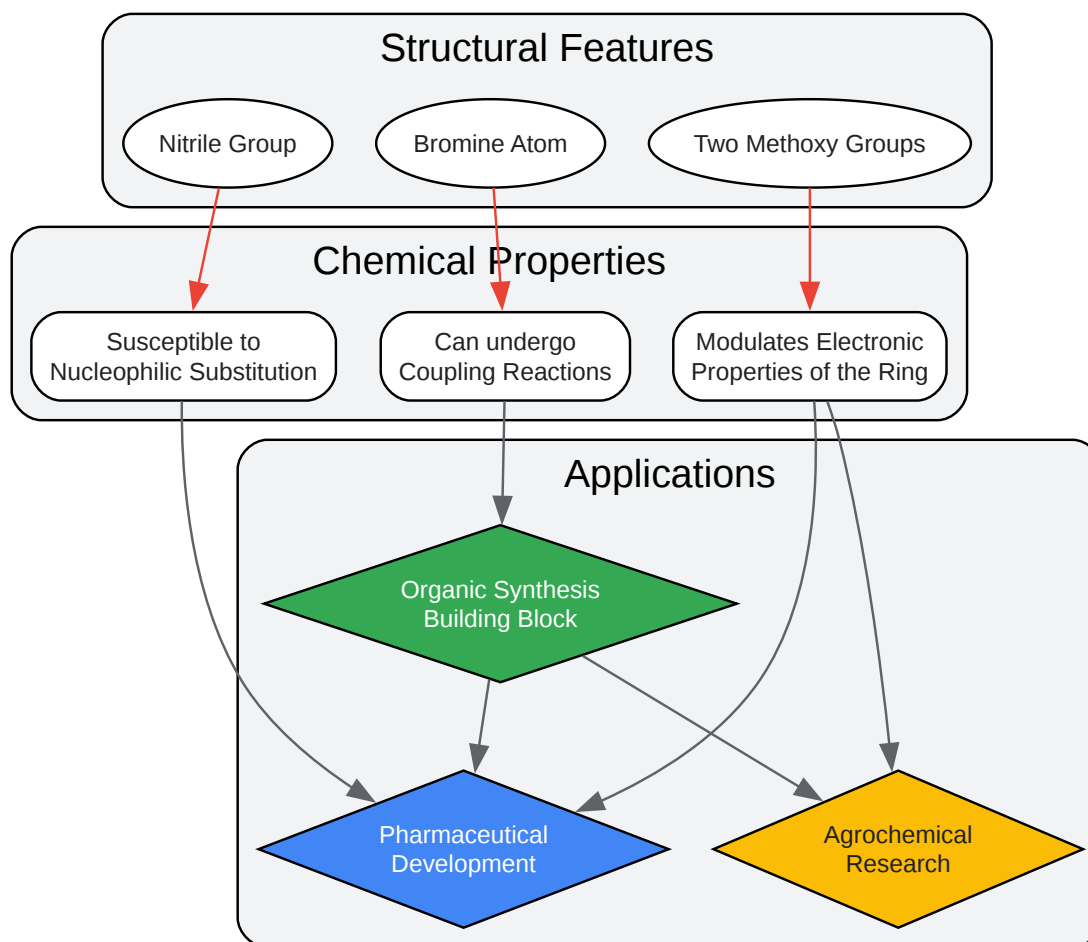 Structural Features
Nitrile Group
Bromine Atom
Two Methoxy Groups
Chemical Properties
Susceptible to
Nucleophilic Substitution
Can undergo
Coupling Reactions
Modulates Electronic
Properties of the Ring
Applications
Organic Synthesis
Building Block
Pharmaceutical
Development
Agrochemical
Research